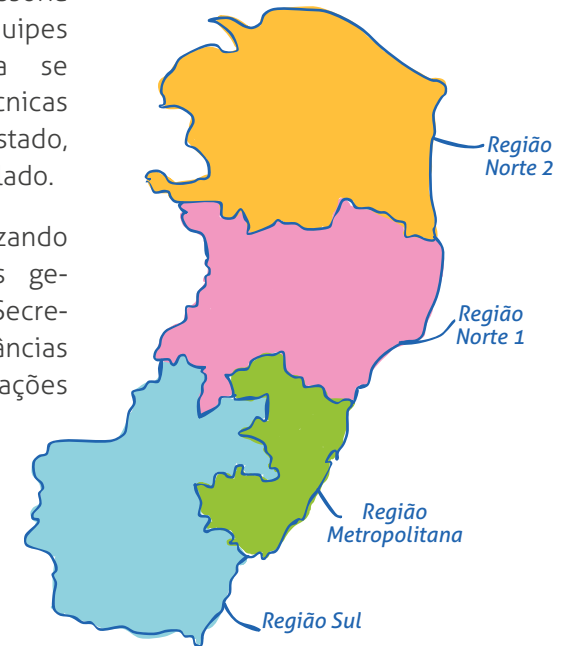 uipes
a se
cnicas
stado,
lado.
zando
s ge-
Secre-
âncias
ações
Região
Norte 2
Região
Norte 1
Região
Metropolitana
Região Sul